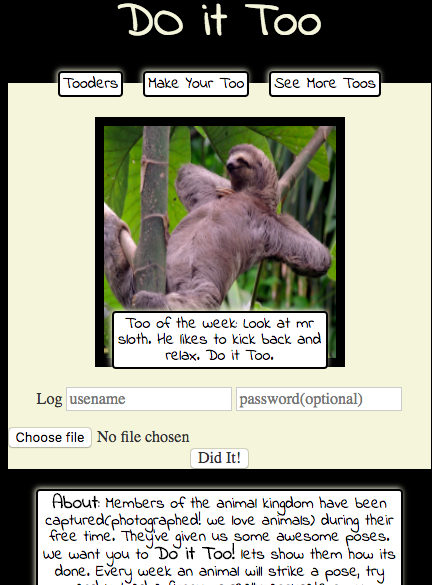 Do it Too
Tooders Make Your Too See More Toos
Too of the week: Look at mr
sloth. He likes to kick back and
relax. Do it Too.
Log usename password(optional)
Choose file No file chosen
Did It!
About: Members of the animal kingdom have been
captured(photographed! we love animals) during their
free time. They've given us some awesome poses.
We want you to Do it Too! lets show them how its
done. Every week an animal will strike a pose, try